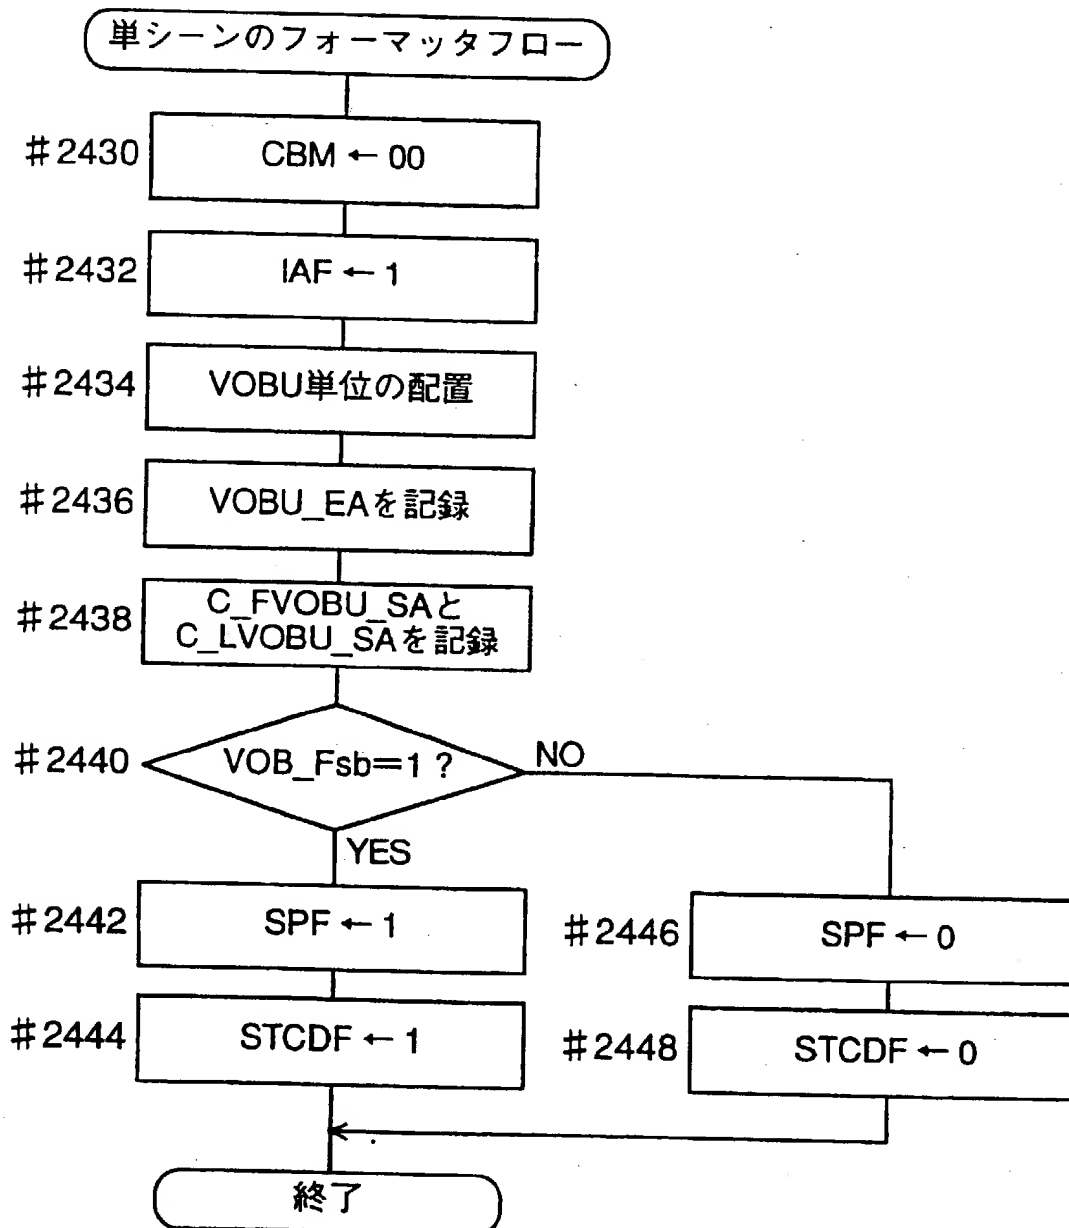 単シーンのフォーマッタフロー
#2430
CBM ← 00
#2432
IAF ← 1
#2434
VOBU単位の配置
#2436
VOBU_EAを記録
#2438
C_FVOBU_SAと
C_LVOBU_SAを記録
#2440
VOB_Fsb=1 ?
NO
YES
#2442
SPF ← 1
#2446
SPF ← 0
#2444
STCDF ← 1
#2448
STCDF ← 0
終了